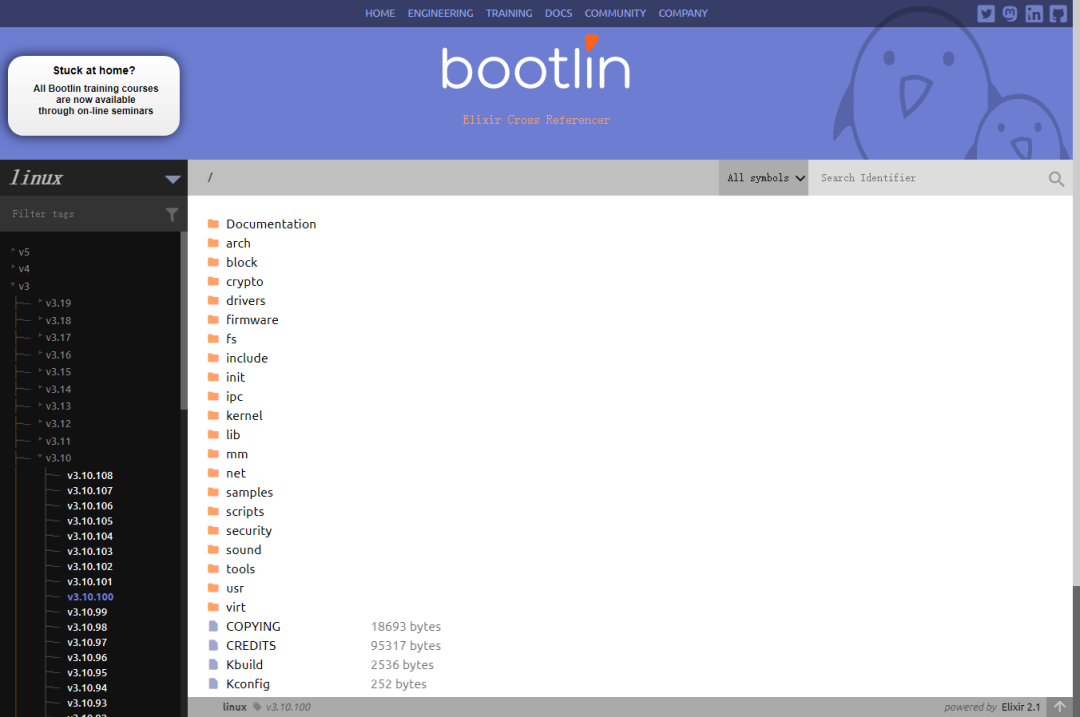 HOME ENGINEERING TRAINING DOCS COMMUNITY COMPANY
Stuck at home?
All Bootlin training courses
are now available
through on-line seminars
bootlin
Elixir Cross Referencer
linux
/
All symbols
Search Identifier
Filter tags
v5
v4
v3
v3.19
v3.18
v3.17
v3.16
v3.15
v3.14
v3.13
v3.12
v3.11
v3.10
v3.10.108
v3.10.107
v3.10.106
v3.10.105
v3.10.104
v3.10.103
v3.10.102
v3.10.101
v3.10.100
v3.10.99
v3.10.98
v3.10.97
v3.10.96
v3.10.95
v3.10.94
v3.10.93
Documentation
arch
block
crypto
drivers
firmware
fs
include
init
ipc
kernel
lib
mm
net
samples
scripts
security
sound
tools
usr
virt
COPYING 18693 bytes
CREDITS 95317 bytes
Kbuild 2536 bytes
Kconfig 252 bytes
linux v3.10.100
powered by Elixir 2.1